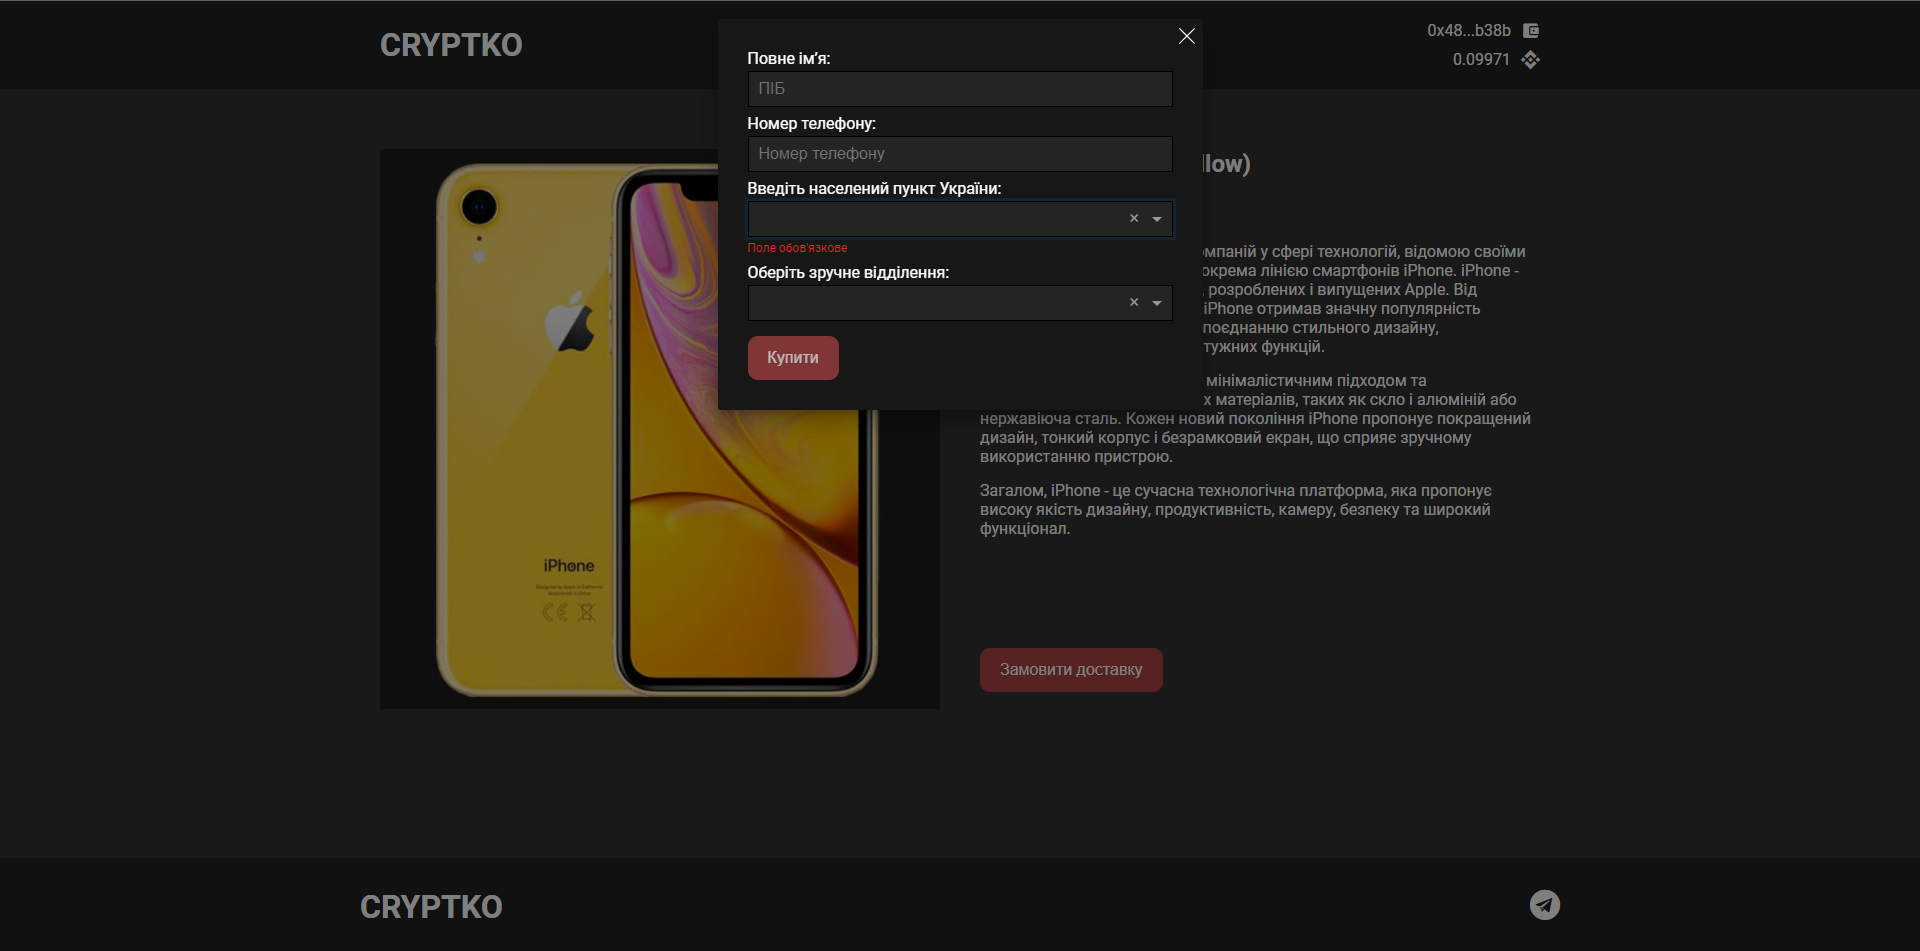 CRYPTKO
0x48...b38b
0.09971
Повне ім’я:
ПІБ
Номер телефону:
Номер телефону
Введіть населений пункт України:
Поле обов'язкове
Оберіть зручне відділення:
Купити
llow)
мпаній у сфері технологій, відомою своїми
окрема лінією смартфонів iPhone. iPhone -
, розроблених і випущених Apple. Від
iPhone отримав значну популярність
поєднанню стильного дизайну,
тужних функцій.
мінімалістичним підходом та
х матеріалів, таких як скло і алюміній або
нержавіюча сталь. Кожен новий покоління iPhone пропонує покращений
дизайн, тонкий корпус і безрамковий екран, що сприяє зручному
використанню пристрою.
Загалом, iPhone - це сучасна технологічна платформа, яка пропонує
високу якість дизайну, продуктивність, камеру, безпеку та широкий
функціонал.
iPhone
Замовити доставку
CRYPTKO